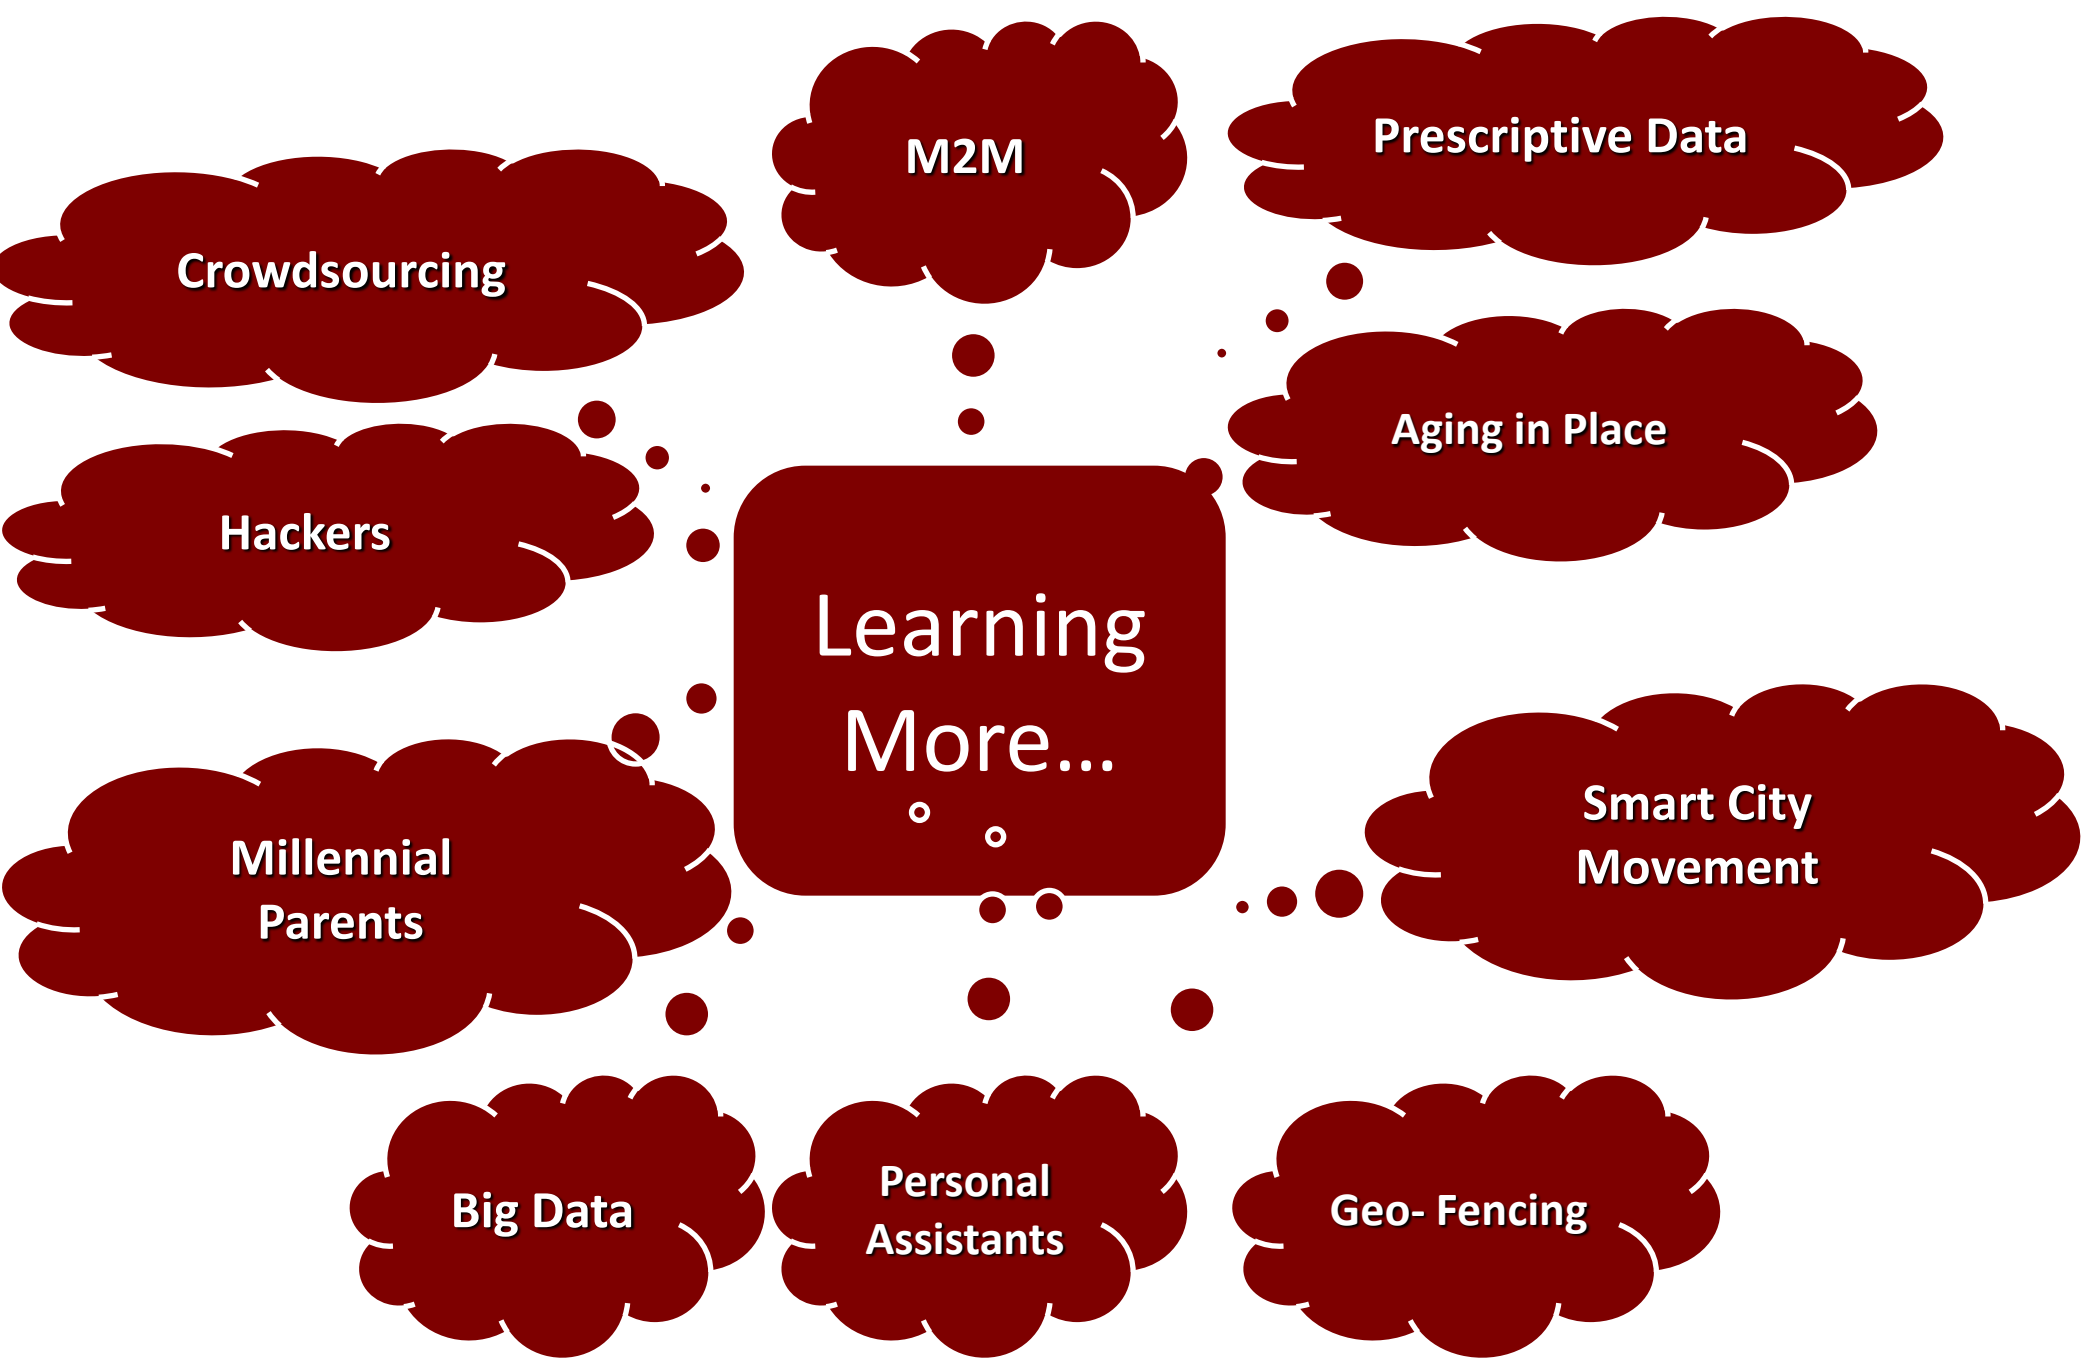 M2M
Prescriptive Data
Crowdsourcing
Aging in Place
Hackers
Learning
More...
Smart City
Movement
Millennial
Parents
Big Data
Personal
Assistants
Geo- Fencing